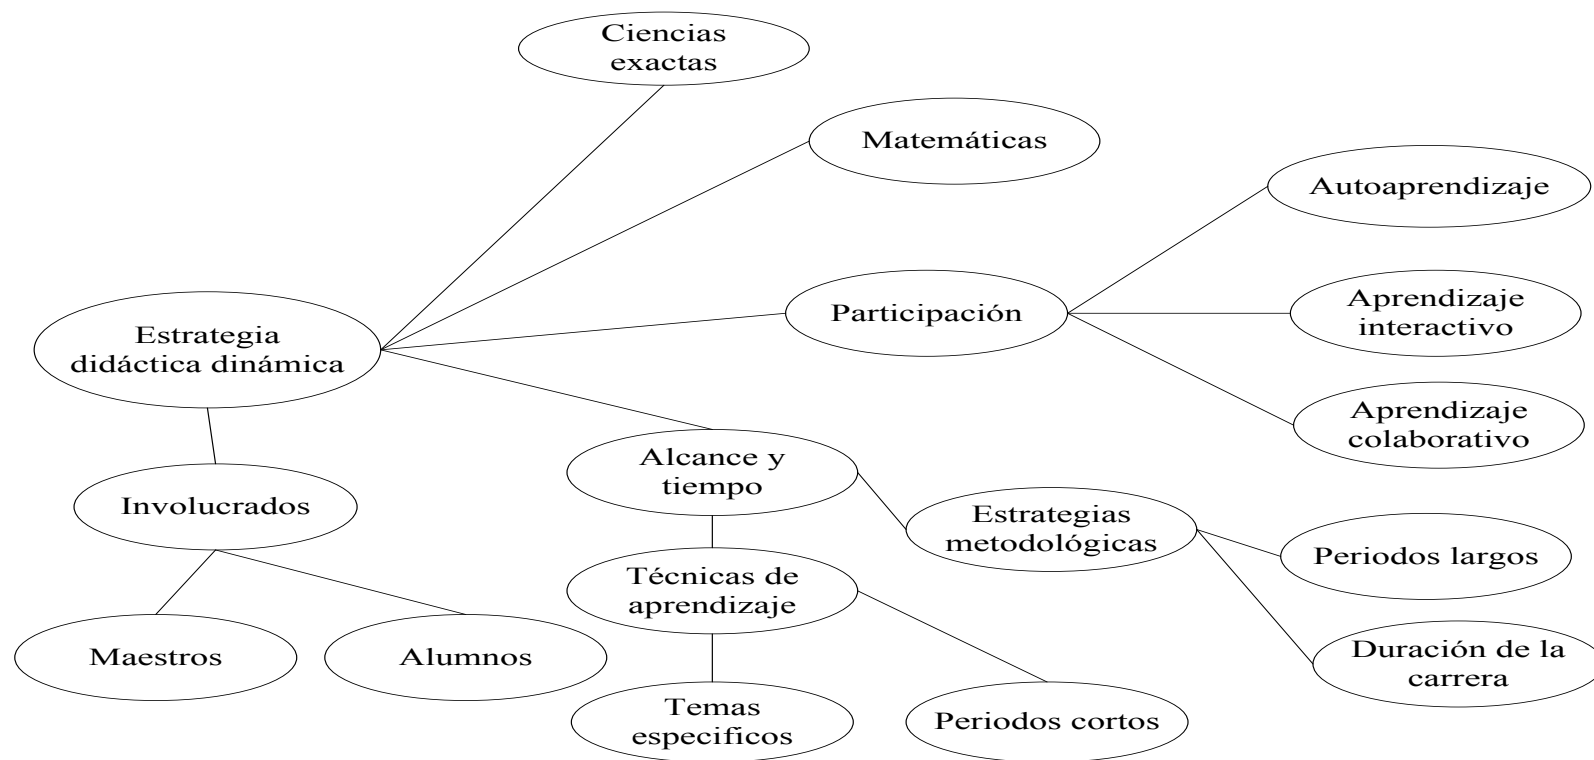 Ciencias
exactas
Matemáticas
Autoaprendizaje
Participación
Aprendizaje
interactivo
Estrategia
didáctica dinámica
Aprendizaje
colaborativo
Alcance y
tiempo
Involucrados
Estrategias
metodológicas
Periodos largos
Técnicas de
aprendizaje
Maestros
Alumnos
Duración de la
carrera
Temas
especificos
Periodos cortos